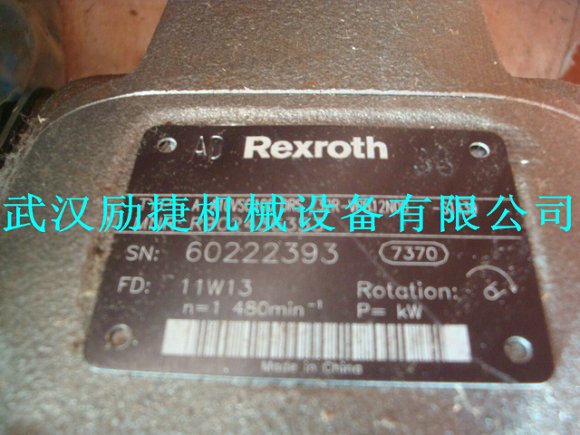 AD Rexroth 38
武汉励捷机械设备有限公司
SN: 60222393 7370
FD: 11W13 Rotation:
n=1 480min⁻¹ P= kW
Made in China